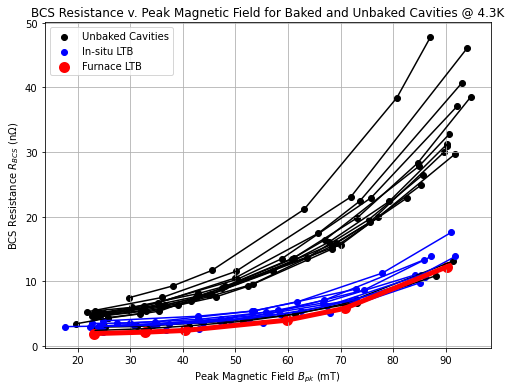 BCS Resistance v. Peak Magnetic Field for Baked and Unbaked Cavities @ 4.3K
Unbaked Cavities
In-situ LTB
Furnace LTB
BCS Resistance R_BCS (nΩ)
50
40
30
20
10
0
20 30 40 50 60 70 80 90
Peak Magnetic Field B_pk (mT)